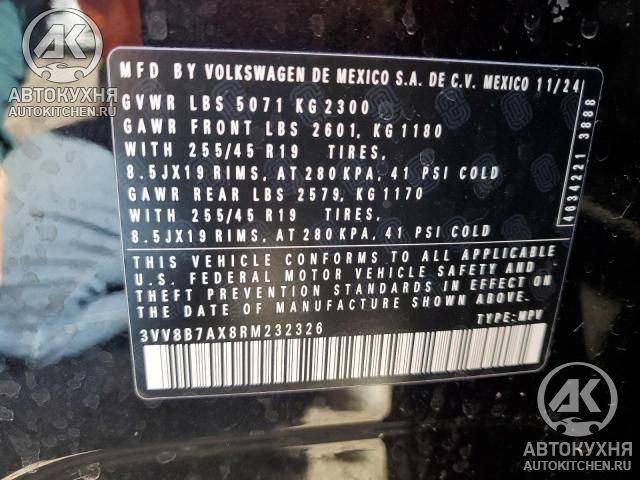 AK
АВТОКУХНЯ
AUTOKITCHEN.RU
MFD BY VOLKSWAGEN DE MEXICO S.A. DE C.V. MEXICO 11/24
GVWR LBS 5071 KG 2300
GAWR FRONT LBS 2601, KG 1180
WITH 255/45 R19 TIRES,
8.5JX19 RIMS, AT 280 KPA, 41 PSI COLD
GAWR REAR LBS 2579, KG 1170
WITH 255/45 R19 TIRES,
8.5JX19 RIMS, AT 280 KPA, 41 PSI COLD
4634221 3888
THIS VEHICLE CONFORMS TO ALL APPLICABLE
U.S. FEDERAL MOTOR VEHICLE SAFETY AND
THEFT PREVENTION STANDARDS IN EFFECT ON
THE DATE OF MANUFACTURE SHOWN ABOVE.
3VV8B7AX8RM232326 TYPE: MPV
AK
АВТОКУХНЯ
AUTOKITCHEN.RU